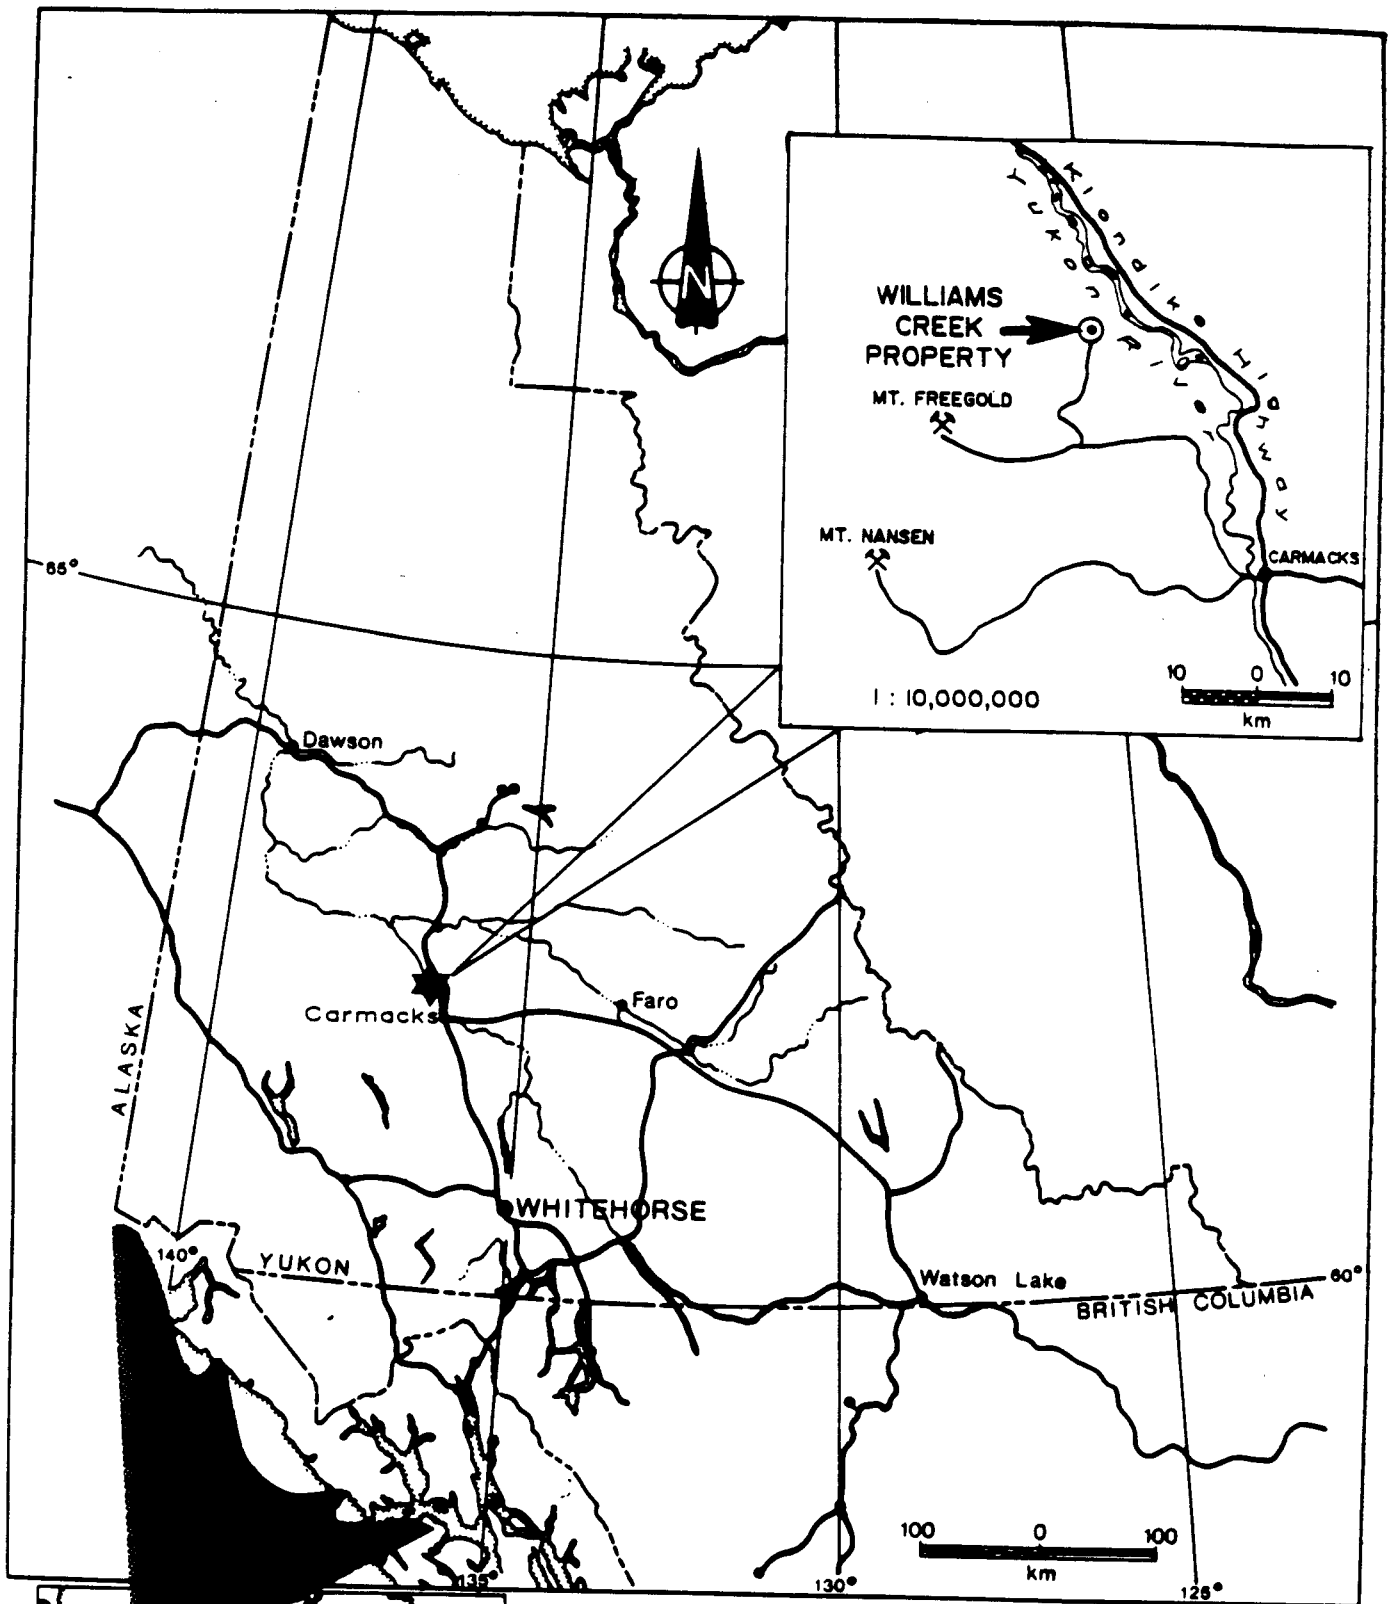 N
Klondike Highway
Yukon River
WILLIAMS
CREEK
PROPERTY
MT. FREEGOLD
MT. NANSEN
CARMACKS
10 0 10
km
1 : 10,000,000
65°
Dawson
Faro
Carmacks
ALASKA
WHITEHORSE
140°
YUKON
Watson Lake
60°
BRITISH COLUMBIA
100 0 100
km
135°
130°
125°